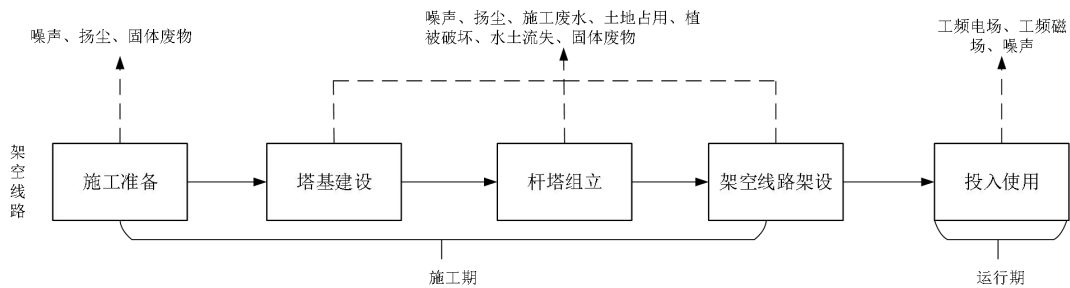 噪声、扬尘、固体废物
噪声、扬尘、施工废水、土地占用、植
被破坏、水土流失、固体废物
工频电场、工频磁
场、噪声
架空线路
施工准备
塔基建设
杆塔组立
架空线路架设
投入使用
施工期
运行期